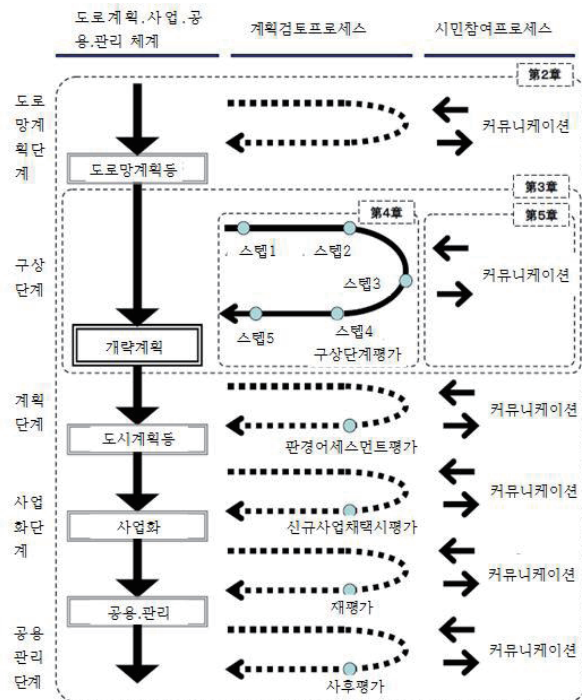 도로계획.사업.공
용.관리 체계
계획검토프로세스
시민참여프로세스
第2章
도로
망계
획단
계
커뮤니케이션
도로망계획등
第3章
第4章
第5章
구상
단계
스텝1
스텝2
스텝3
스텝4
스텝5
구상단계평가
커뮤니케이션
개략계획
계획
단계
커뮤니케이션
도시계획등
판경어세스먼트평가
사업
화단
계
커뮤니케이션
사업화
신규사업채택시평가
커뮤니케이션
재평가
공용.관리
공용
관리
단계
커뮤니케이션
사후평가